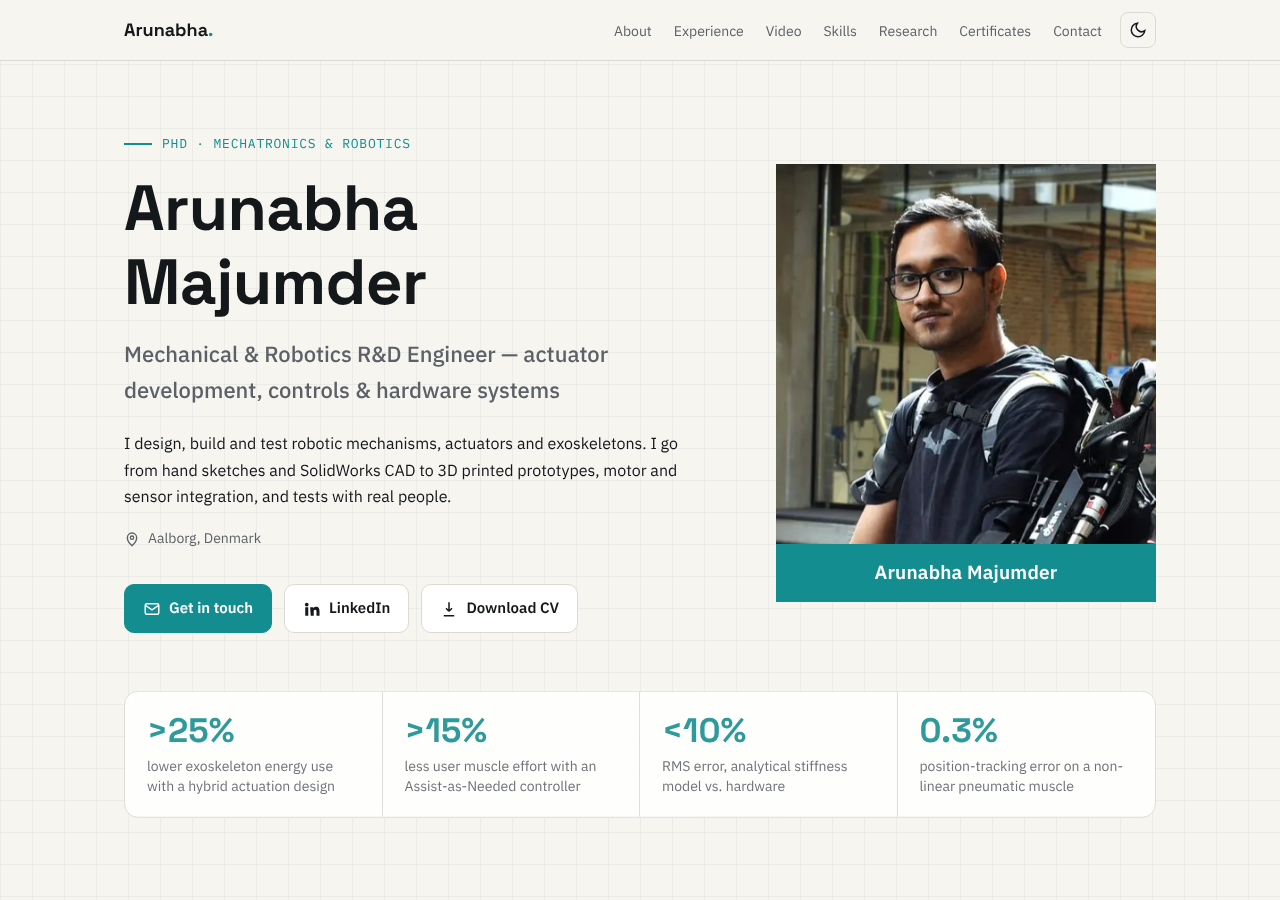 Arunabha.
About Experience Video Skills Research Certificates Contact
PHD · MECHATRONICS & ROBOTICS
Arunabha
Majumder
Mechanical & Robotics R&D Engineer — actuator
development, controls & hardware systems
I design, build and test robotic mechanisms, actuators and exoskeletons. I go
from hand sketches and SolidWorks CAD to 3D printed prototypes, motor and
sensor integration, and tests with real people.
Aalborg, Denmark
Get in touch
LinkedIn
Download CV
Arunabha Majumder
>25%
lower exoskeleton energy use
with a hybrid actuation design
>15%
less user muscle effort with an
Assist-as-Needed controller
<10%
RMS error, analytical stiffness
model vs. hardware
0.3%
position-tracking error on a non-
linear pneumatic muscle